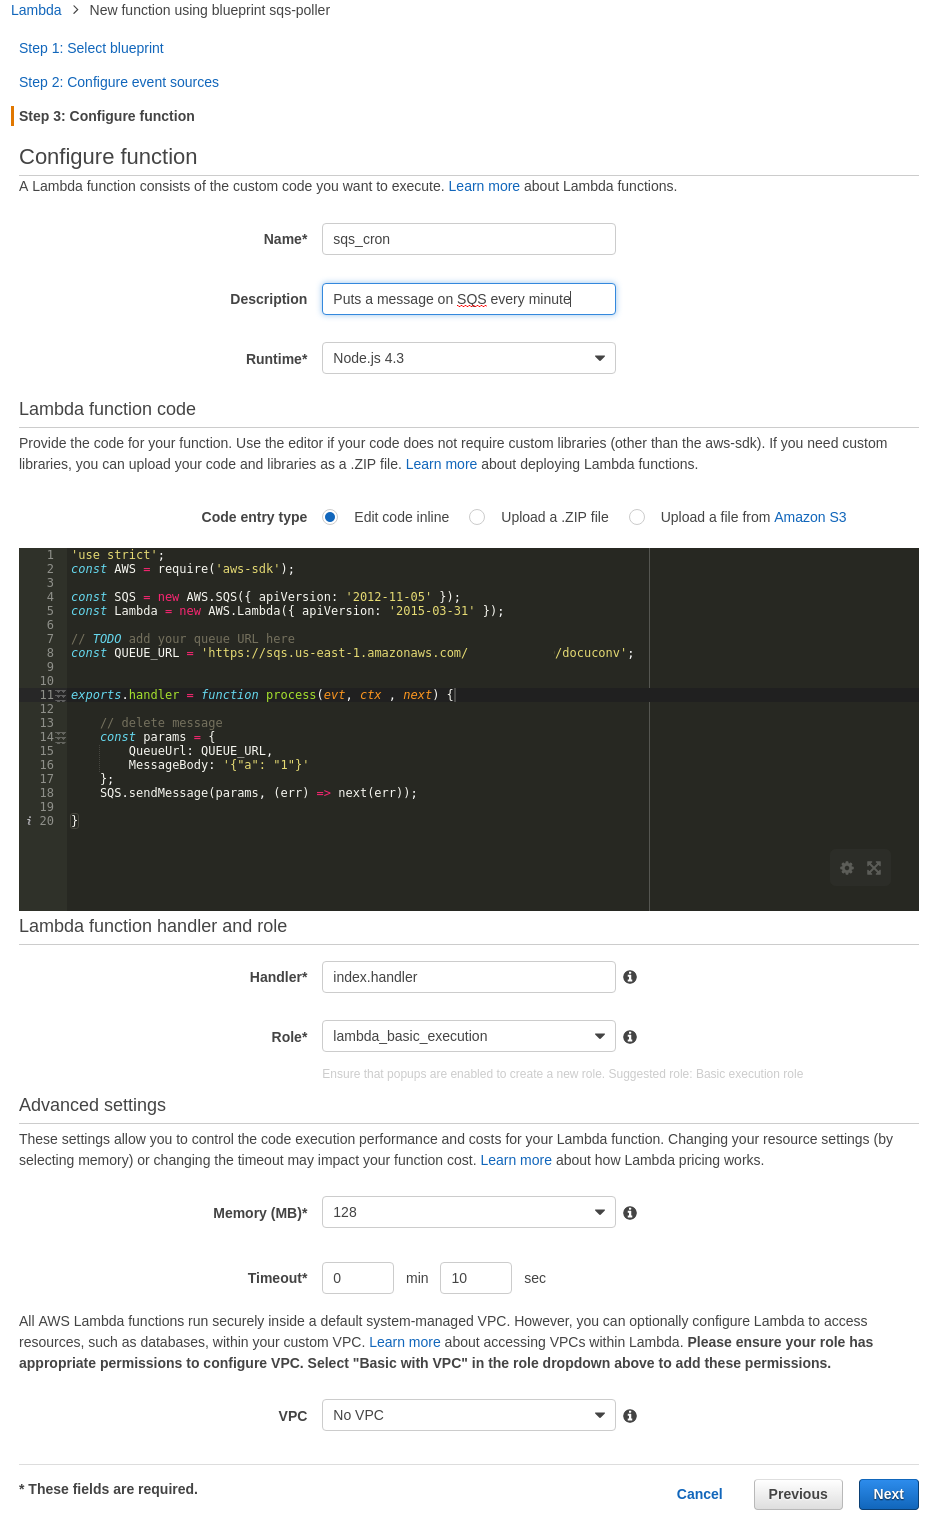 Lambda > New function using blueprint sqs-poller
Step 1: Select blueprint
Step 2: Configure event sources
Step 3: Configure function
Configure function
A Lambda function consists of the custom code you want to execute. Learn more about Lambda functions.
Name* sqs_cron
Description Puts a message on SQS every minute
Runtime* Node.js 4.3
Lambda function code
Provide the code for your function. Use the editor if your code does not require custom libraries (other than the aws-sdk). If you need custom
libraries, you can upload your code and libraries as a .ZIP file. Learn more about deploying Lambda functions.
Code entry type Edit code inline Upload a .ZIP file Upload a file from Amazon S3
1 'use strict';
2 const AWS = require('aws-sdk');
3
4 const SQS = new AWS.SQS({ apiVersion: '2012-11-05' });
5 const Lambda = new AWS.Lambda({ apiVersion: '2015-03-31' });
6
7 // TODO add your queue URL here
8 const QUEUE_URL = 'https://sqs.us-east-1.amazonaws.com/ /docuconv';
9
10
11 exports.handler = function process(evt, ctx , next) {
12
13 // delete message
14 const params = {
15 QueueUrl: QUEUE_URL,
16 MessageBody: '{"a": "1"}'
17 };
18 SQS.sendMessage(params, (err) => next(err));
19
i 20 }
Lambda function handler and role
Handler* index.handler
Role* lambda_basic_execution
Ensure that popups are enabled to create a new role. Suggested role: Basic execution role
Advanced settings
These settings allow you to control the code execution performance and costs for your Lambda function. Changing your resource settings (by
selecting memory) or changing the timeout may impact your function cost. Learn more about how Lambda pricing works.
Memory (MB)* 128
Timeout* 0 min 10 sec
All AWS Lambda functions run securely inside a default system-managed VPC. However, you can optionally configure Lambda to access
resources, such as databases, within your custom VPC. Learn more about accessing VPCs within Lambda. Please ensure your role has
appropriate permissions to configure VPC. Select "Basic with VPC" in the role dropdown above to add these permissions.
VPC No VPC
* These fields are required. Cancel Previous Next